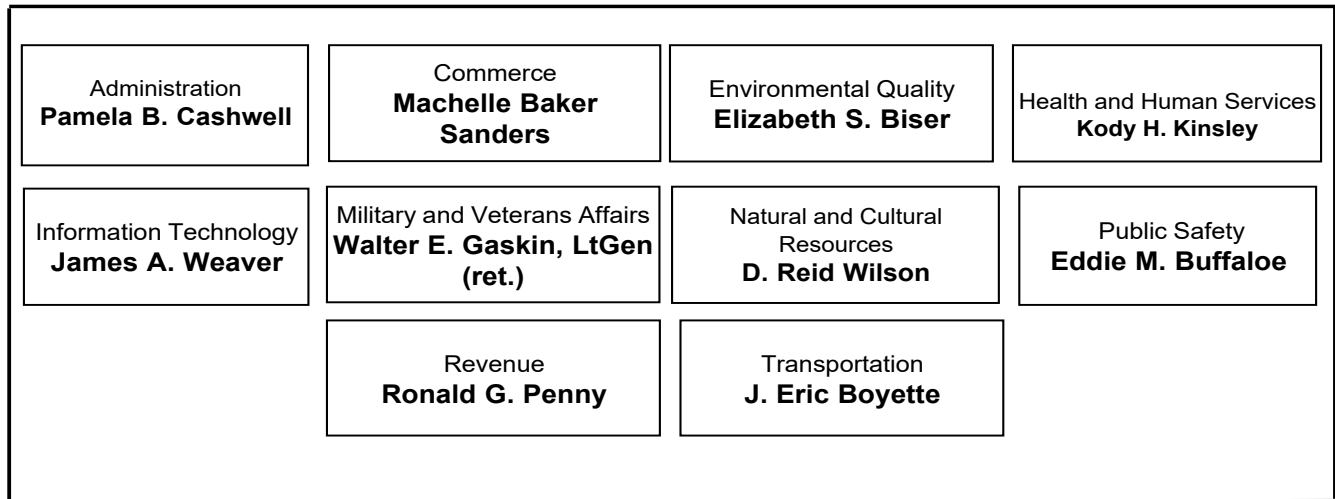 Administration
Pamela B. Cashwell
Commerce
Machelle Baker
Sanders
Environmental Quality
Elizabeth S. Biser
Health and Human Services
Kody H. Kinsley
Information Technology
James A. Weaver
Military and Veterans Affairs
Walter E. Gaskin, LtGen
(ret.)
Natural and Cultural
Resources
D. Reid Wilson
Public Safety
Eddie M. Buffaloe
Revenue
Ronald G. Penny
Transportation
J. Eric Boyette